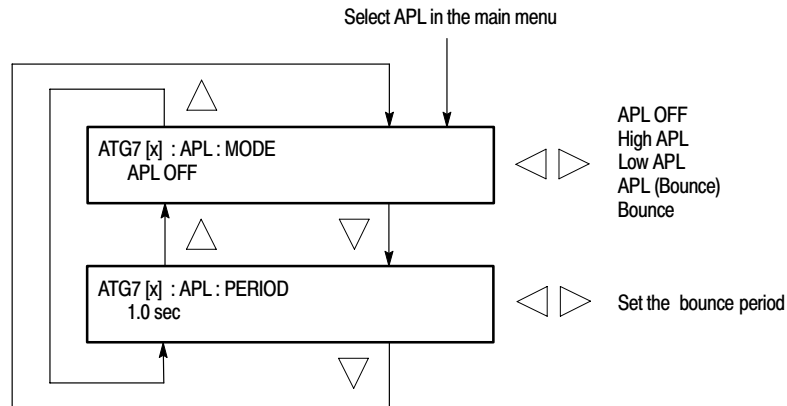 Select APL in the main menu
ATG7 [x] : APL : MODE
APL OFF
APL OFF
High APL
Low APL
APL (Bounce)
Bounce
ATG7 [x] : APL : PERIOD
1.0 sec
Set the bounce period